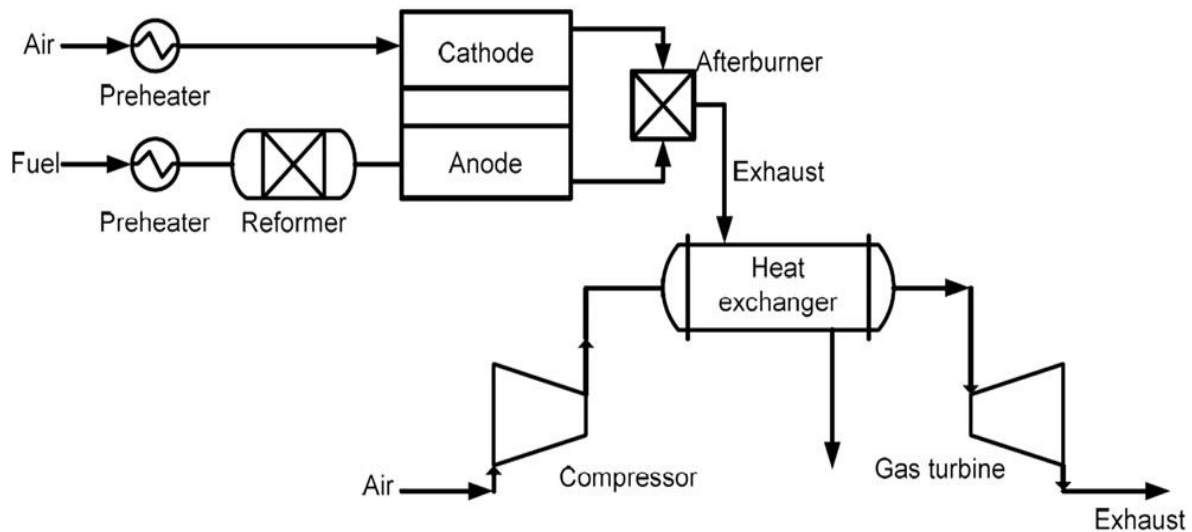 Air
Preheater
Cathode
Afterburner
Fuel
Preheater
Reformer
Anode
Exhaust
Heat
exchanger
Air
Compressor
Gas turbine
Exhaust